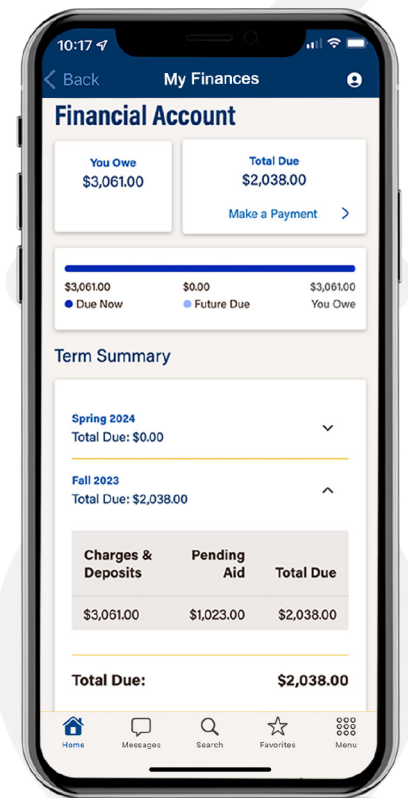 10:17
Back My Finances
Financial Account
You Owe
$3,061.00
Total Due
$2,038.00
Make a Payment
$3,061.00 $0.00 $3,061.00
Due Now Future Due You Owe
Term Summary
Spring 2024
Total Due: $0.00
Fall 2023
Total Due: $2,038.00
Charges & Deposits Pending Aid Total Due
$3,061.00 $1,023.00 $2,038.00
Total Due: $2,038.00
Home Messages Search Favorites Menu